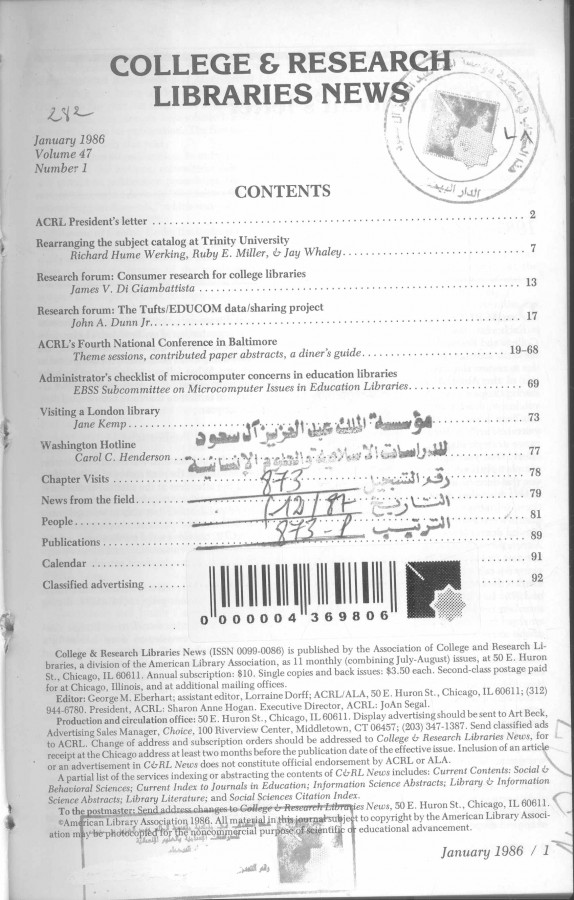 COLLEGE & RESEARCH
LIBRARIES NEWS
282
January 1986
Volume 47
Number 1
الدار البيضاء
CONTENTS
ACRL President's letter ........ 2
Rearranging the subject catalog at Trinity University
Richard Hume Werking, Ruby E. Miller, & Jay Whaley........ 7
Research forum: Consumer research for college libraries
James V. Di Giambattista ........ 13
Research forum: The Tufts/EDUCOM data/sharing project
John A. Dunn Jr........ 17
ACRL's Fourth National Conference in Baltimore
Theme sessions, contributed paper abstracts, a diner's guide........ 19–68
Administrator's checklist of microcomputer concerns in education libraries
EBSS Subcommittee on Microcomputer Issues in Education Libraries........ 69
Visiting a London library
Jane Kemp........ 73
مؤسسة الملك عبد العزيز آل سعود
Washington Hotline
Carol C. Henderson ........ 77
للدراسات الإسلامية والعلوم الإنسانية
Chapter Visits ........ 78
رقم التسجيل 873
News from the field........ 79
التاريخ
People........ 81
الترتيب 873-P
Publications ........ 89
Calendar ........ 91
Classified advertising ........ 92
0 000004 369806
College & Research Libraries News (ISSN 0099-0086) is published by the Association of College and Research Li-
braries, a division of the American Library Association, as 11 monthly (combining July-August) issues, at 50 E. Huron
St., Chicago, IL 60611. Annual subscription: $10. Single copies and back issues: $3.50 each. Second-class postage paid
for at Chicago, Illinois, and at additional mailing offices.
Editor: George M. Eberhart; assistant editor, Lorraine Dorff; ACRL/ALA, 50 E. Huron St., Chicago, IL 60611; (312)
944-6780. President, ACRL: Sharon Anne Hogan. Executive Director, ACRL: JoAn Segal.
Production and circulation office: 50 E. Huron St., Chicago, IL 60611. Display advertising should be sent to Art Beck,
Advertising Sales Manager, Choice, 100 Riverview Center, Middletown, CT 06457; (203) 347-1387. Send classified ads
to ACRL. Change of address and subscription orders should be addressed to College & Research Libraries News, for
receipt at the Chicago address at least two months before the publication date of the effective issue. Inclusion of an article
or an advertisement in C&RL News does not constitute official endorsement by ACRL or ALA.
A partial list of the services indexing or abstracting the contents of C&RL News includes: Current Contents: Social &
Behavioral Sciences; Current Index to Journals in Education; Information Science Abstracts; Library & Information
Science Abstracts; Library Literature; and Social Sciences Citation Index.
To the postmaster: Send address changes to College & Research Libraries News, 50 E. Huron St., Chicago, IL 60611.
©American Library Association 1986. All material in this journal subject to copyright by the American Library Associ-
ation may be photocopied for the noncommercial purpose of scientific or educational advancement.
January 1986 / 1